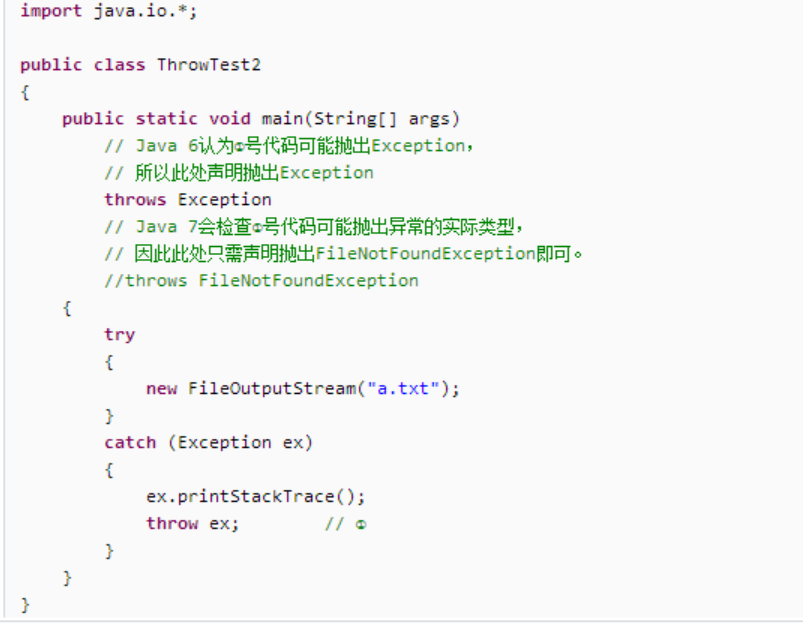 import java.io.*;
public class ThrowTest2
{
public static void main(String[] args)
// Java 6认为①号代码可能抛出Exception，
// 所以此处声明抛出Exception
throws Exception
// Java 7会检查①号代码可能抛出异常的实际类型，
// 因此此处只需声明抛出FileNotFoundException即可。
//throws FileNotFoundException
{
try
{
new FileOutputStream("a.txt");
}
catch (Exception ex)
{
ex.printStackTrace();
throw ex;        // ①
}
}
}